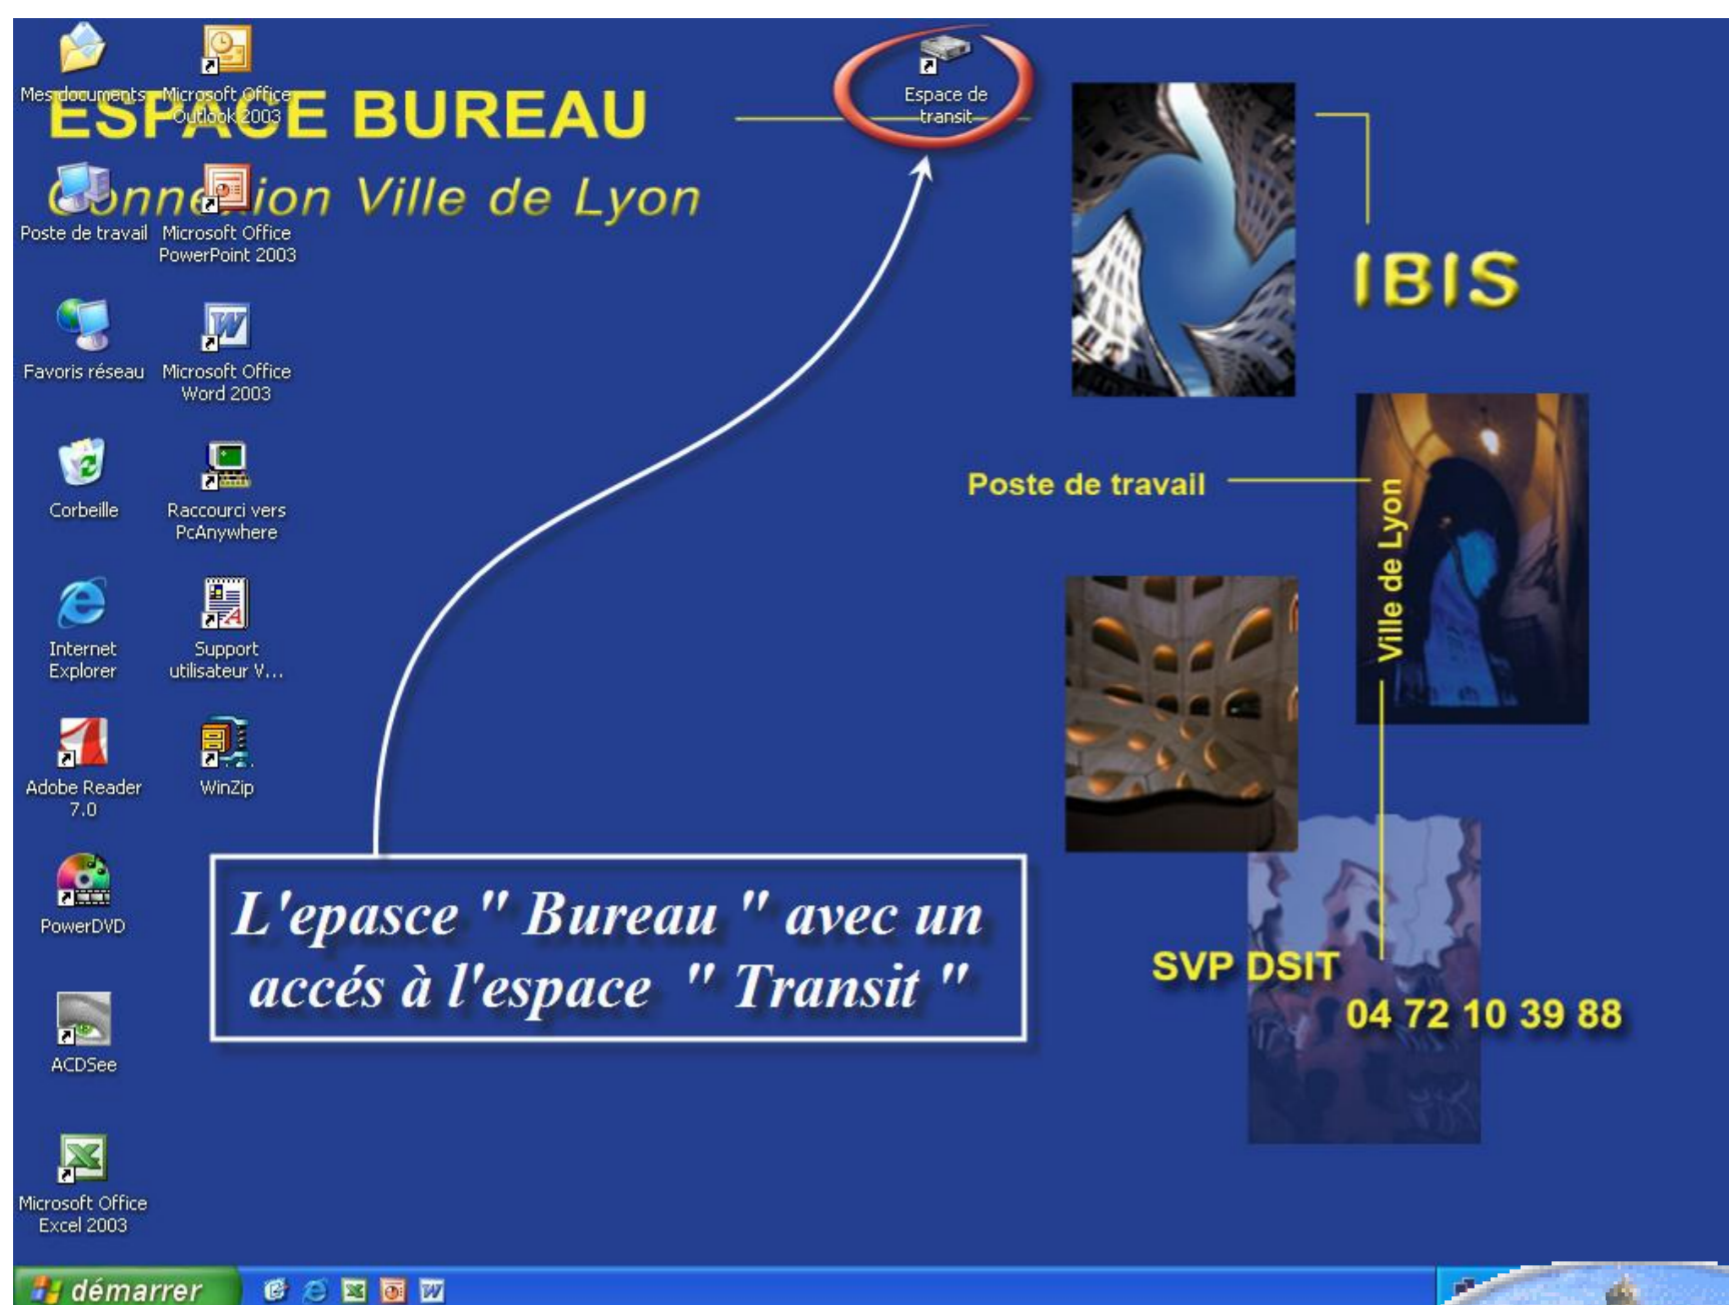 Mes documents
Microsoft Office
Outlook 2003
ESPACE BUREAU
Espace de
transit
Connexion Ville de Lyon
Poste de travail
Microsoft Office
PowerPoint 2003
IBIS
Favoris réseau
Microsoft Office
Word 2003
Corbeille
Raccourci vers
PcAnywhere
Poste de travail
Ville de Lyon
Internet
Explorer
Support
utilisateur V...
Adobe Reader
7.0
WinZip
PowerDVD
L'epasce " Bureau " avec un
accés à l'espace " Transit "
SVP DSIT
04 72 10 39 88
ACDSee
Microsoft Office
Excel 2003
démarrer